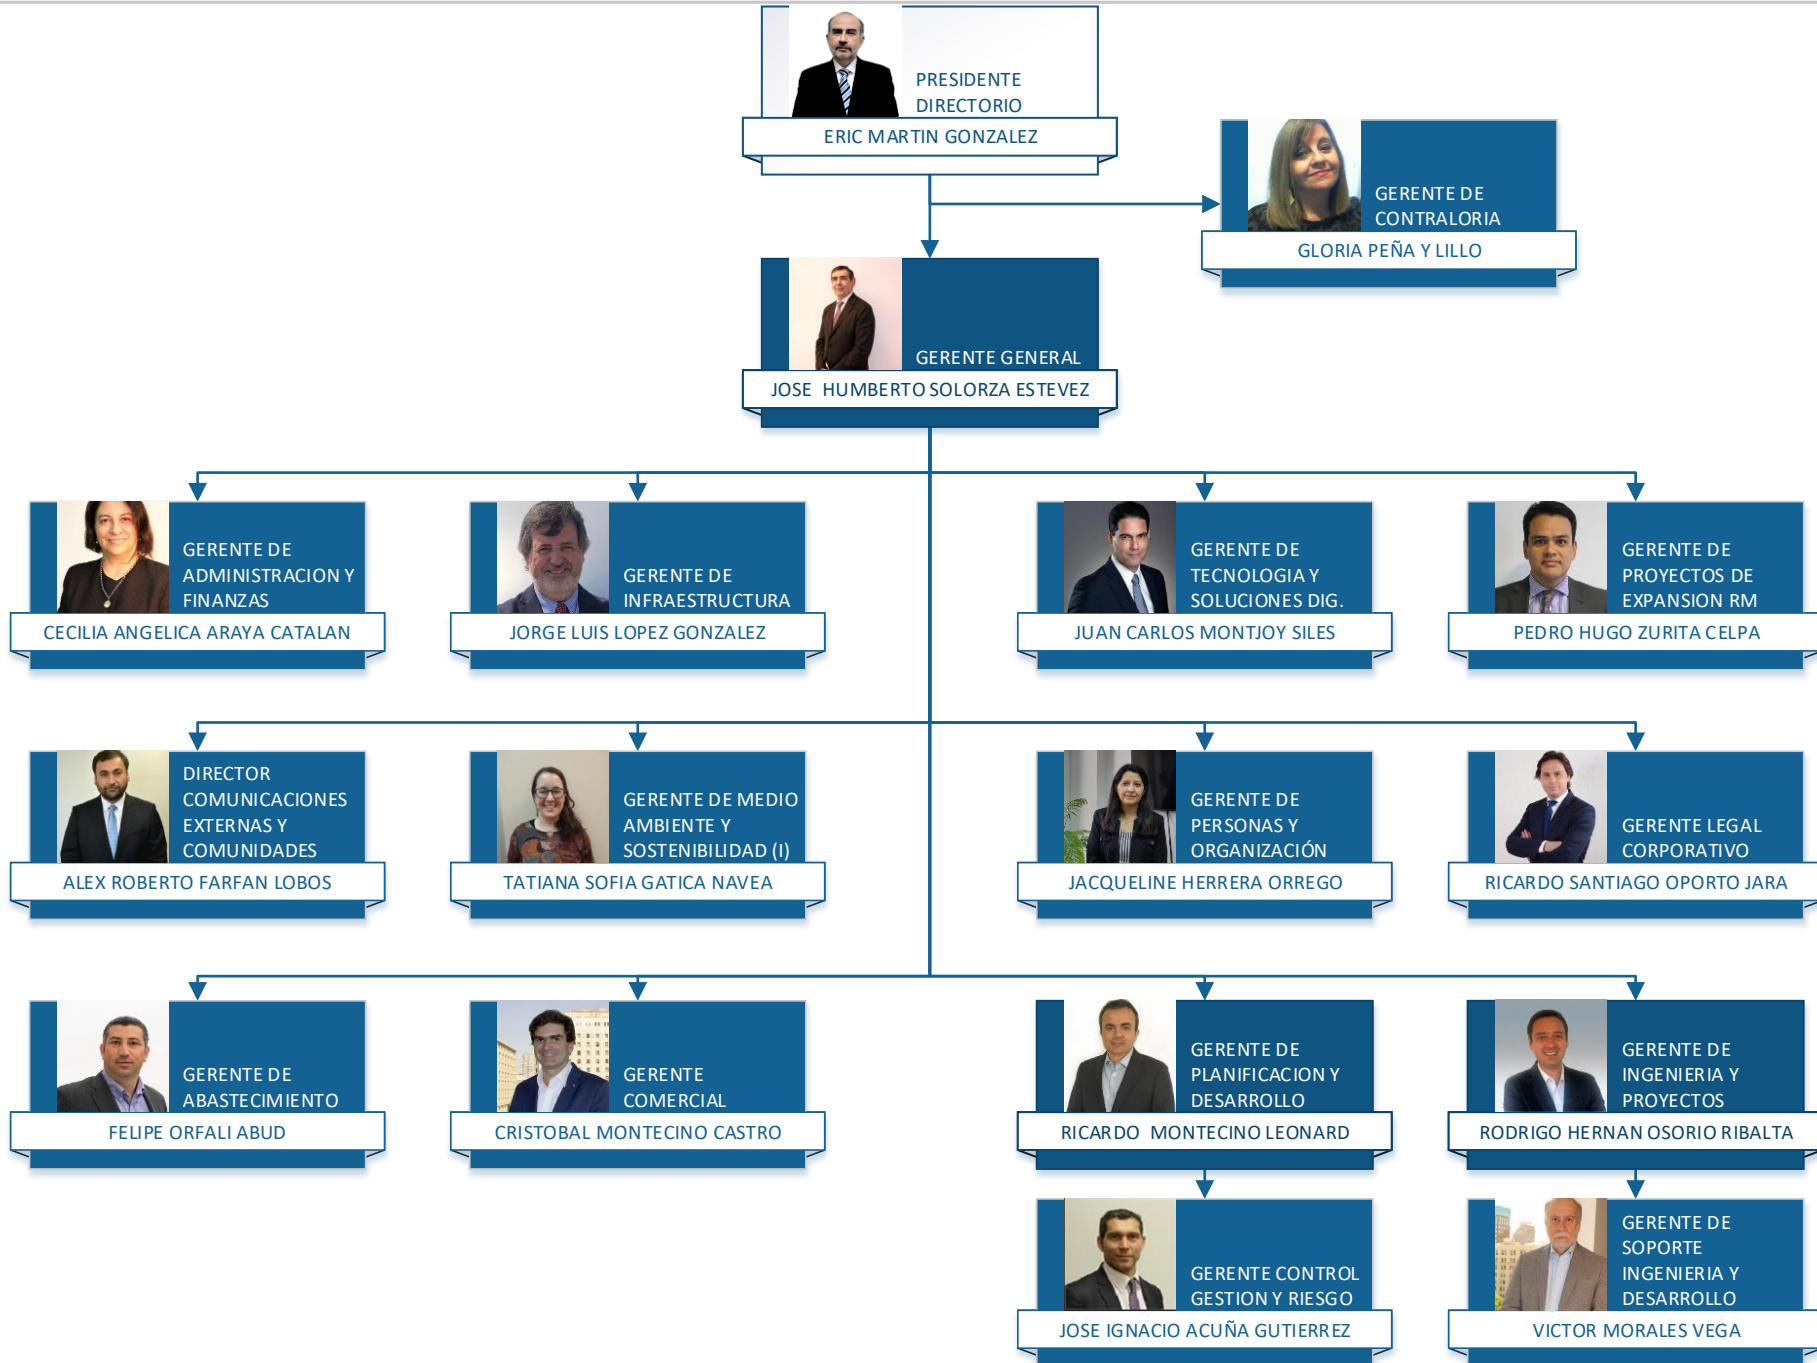 PRESIDENTE
DIRECTORIO
ERIC MARTIN GONZALEZ
GERENTE DE
CONTRALORIA
GLORIA PEÑA Y LILLO
GERENTE GENERAL
JOSE HUMBERTO SOLORZA ESTEVEZ
GERENTE DE
ADMINISTRACION Y
FINANZAS
CECILIA ANGELICA ARAYA CATALAN
GERENTE DE
INFRAESTRUCTURA
JORGE LUIS LOPEZ GONZALEZ
GERENTE DE
TECNOLOGIA Y
SOLUCIONES DIG.
JUAN CARLOS MONTJOY SILES
GERENTE DE
PROYECTOS DE
EXPANSION RM
PEDRO HUGO ZURITA CELPA
DIRECTOR
COMUNICACIONES
EXTERNAS Y
COMUNIDADES
ALEX ROBERTO FARFAN LOBOS
GERENTE DE MEDIO
AMBIENTE Y
SOSTENIBILIDAD (I)
TATIANA SOFIA GATICA NAVEA
GERENTE DE
PERSONAS Y
ORGANIZACIÓN
JACQUELINE HERRERA ORREGO
GERENTE LEGAL
CORPORATIVO
RICARDO SANTIAGO OPORTO JARA
GERENTE DE
ABASTECIMIENTO
FELIPE ORFALI ABUD
GERENTE
COMERCIAL
CRISTOBAL MONTECINO CASTRO
GERENTE DE
PLANIFICACION Y
DESARROLLO
RICARDO MONTECINO LEONARD
GERENTE DE
INGENIERIA Y
PROYECTOS
RODRIGO HERNAN OSORIO RIBALTA
GERENTE CONTROL
GESTION Y RIESGO
JOSE IGNACIO ACUÑA GUTIERREZ
GERENTE DE
SOPORTE
INGENIERIA Y
DESARROLLO
VICTOR MORALES VEGA